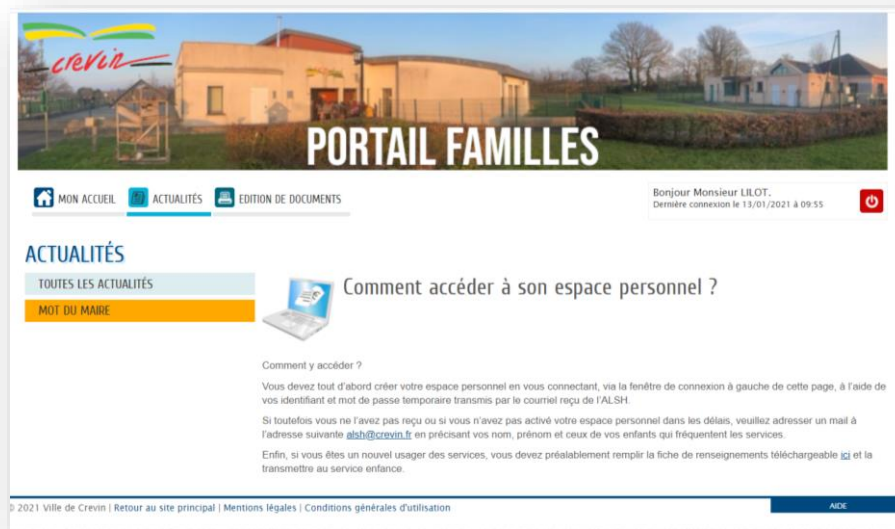 crevin
PORTAIL FAMILLES
MON ACCUEIL ACTUALITÉS EDITION DE DOCUMENTS
Bonjour Monsieur LILOT.
Dernière connexion le 13/01/2021 à 09:55
ACTUALITÉS
TOUTES LES ACTUALITÉS
MOT DU MAIRE
Comment accéder à son espace personnel ?
Comment y accéder ?
Vous devez tout d'abord créer votre espace personnel en vous connectant, via la fenêtre de connexion à gauche de cette page, à l'aide de
vos identifiant et mot de passe temporaire transmis par le courriel reçu de l'ALSH.
Si toutefois vous ne l'avez pas reçu ou si vous n'avez pas activé votre espace personnel dans les délais, veuillez adresser un mail à
l'adresse suivante alsh@crevin.fr en précisant vos nom, prénom et ceux de vos enfants qui fréquentent les services.
Enfin, si vous êtes un nouvel usager des services, vous devez préalablement remplir la fiche de renseignements téléchargeable ici et la
transmettre au service enfance.
© 2021 Ville de Crevin | Retour au site principal | Mentions légales | Conditions générales d'utilisation
AIDE